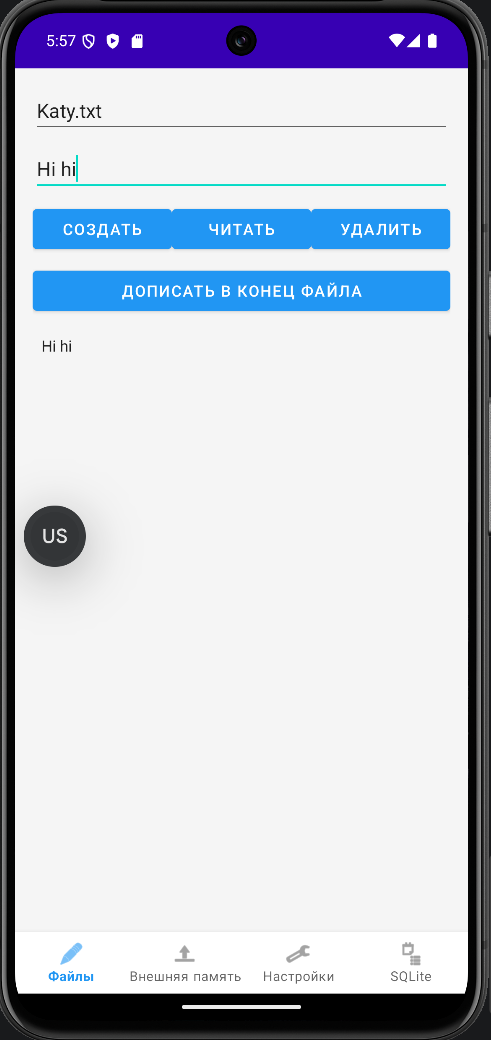 5:57
Katy.txt
Hi hi
СОЗДАТЬ ЧИТАТЬ УДАЛИТЬ
ДОПИСАТЬ В КОНЕЦ ФАЙЛА
Hi hi
US
Файлы Внешняя память Настройки SQLite